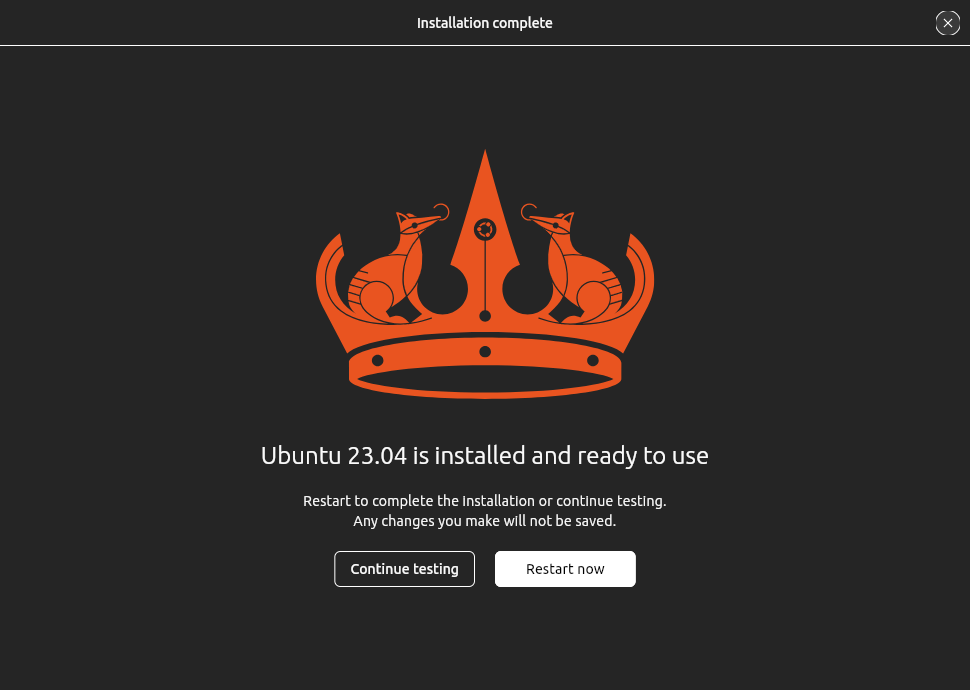 Installation complete
Ubuntu 23.04 is installed and ready to use
Restart to complete the installation or continue testing.
Any changes you make will not be saved.
Continue testing
Restart now